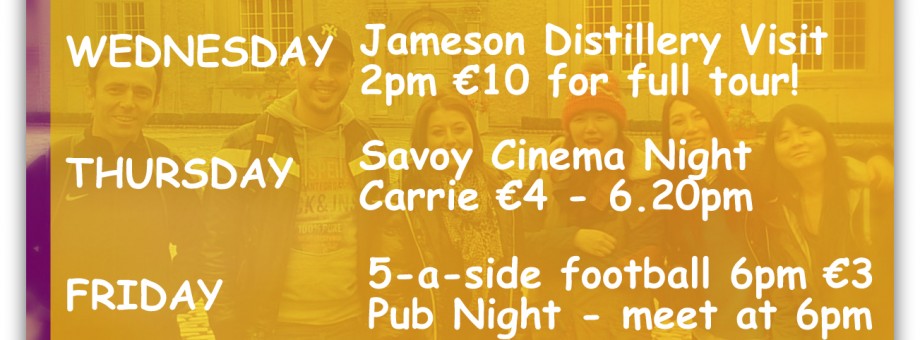 WEDNESDAY
Jameson Distillery Visit
2pm €10 for full tour!
THURSDAY
Savoy Cinema Night
Carrie €4 - 6.20pm
FRIDAY
5-a-side football 6pm €3
Pub Night - meet at 6pm